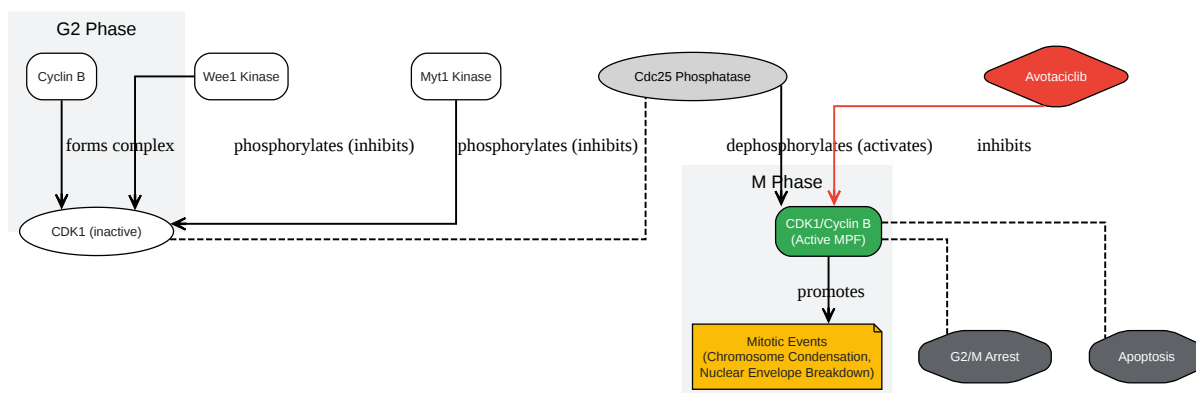 G2 Phase
Cyclin B
Wee1 Kinase
Myt1 Kinase
Cdc25 Phosphatase
Avotaciclib
forms complex
phosphorylates (inhibits)
phosphorylates (inhibits)
dephosphorylates (activates)
inhibits
M Phase
CDK1 (inactive)
CDK1/Cyclin B
(Active MPF)
promotes
Mitotic Events
(Chromosome Condensation,
Nuclear Envelope Breakdown)
G2/M Arrest
Apoptosis